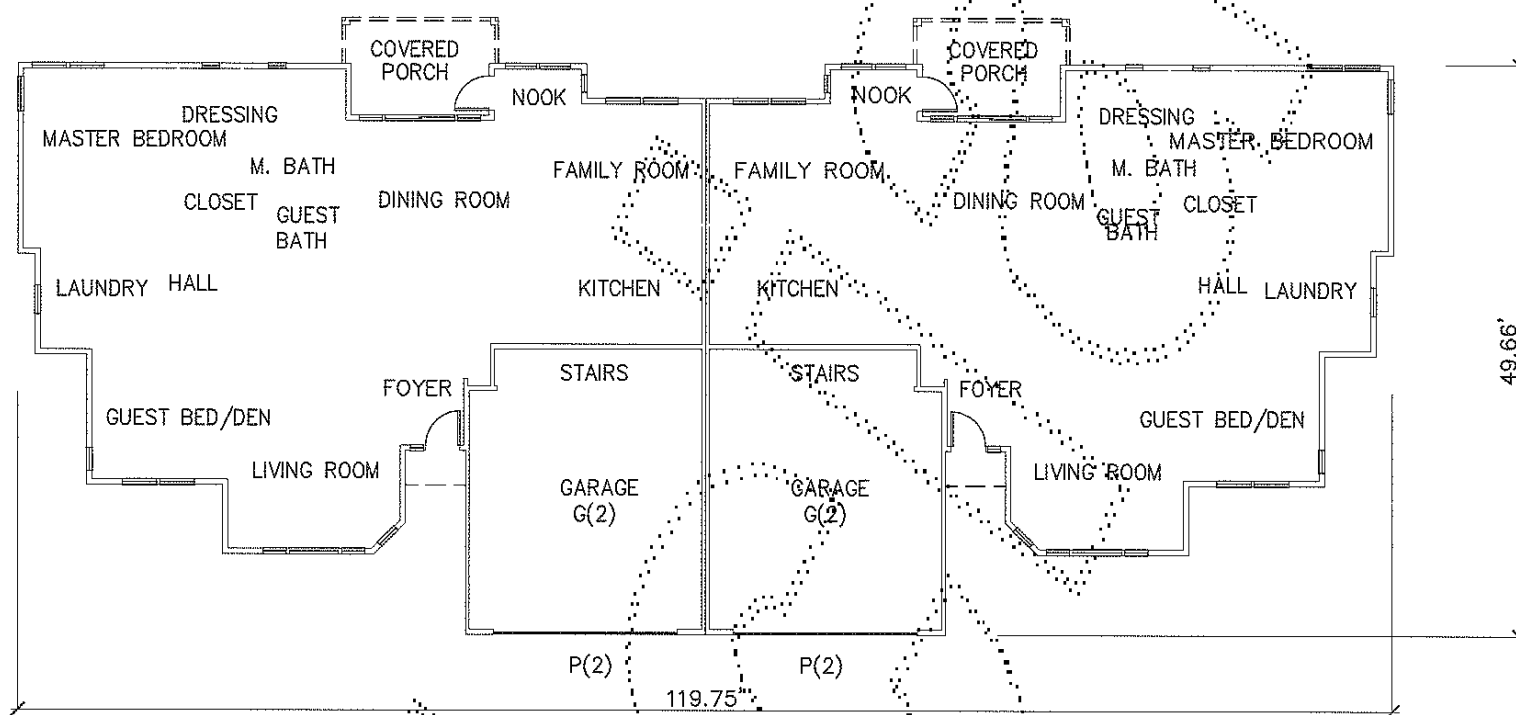 COVERED
PORCH
NOOK
DRESSING
MASTER BEDROOM
M. BATH
CLOSET
GUEST
BATH
DINING ROOM
FAMILY ROOM
LAUNDRY
HALL
KITCHEN
STAIRS
FOYER
GUEST BED/DEN
LIVING ROOM
GARAGE
G(2)
P(2)
COVERED
PORCH
NOOK
DRESSING
MASTER BEDROOM
M. BATH
FAMILY ROOM
DINING ROOM
CLOSET
GUEST
BATH
KITCHEN
HALL
LAUNDRY
STAIRS
FOYER
GUEST BED/DEN
LIVING ROOM
GARAGE
G(2)
P(2)
119.75'
49.66'